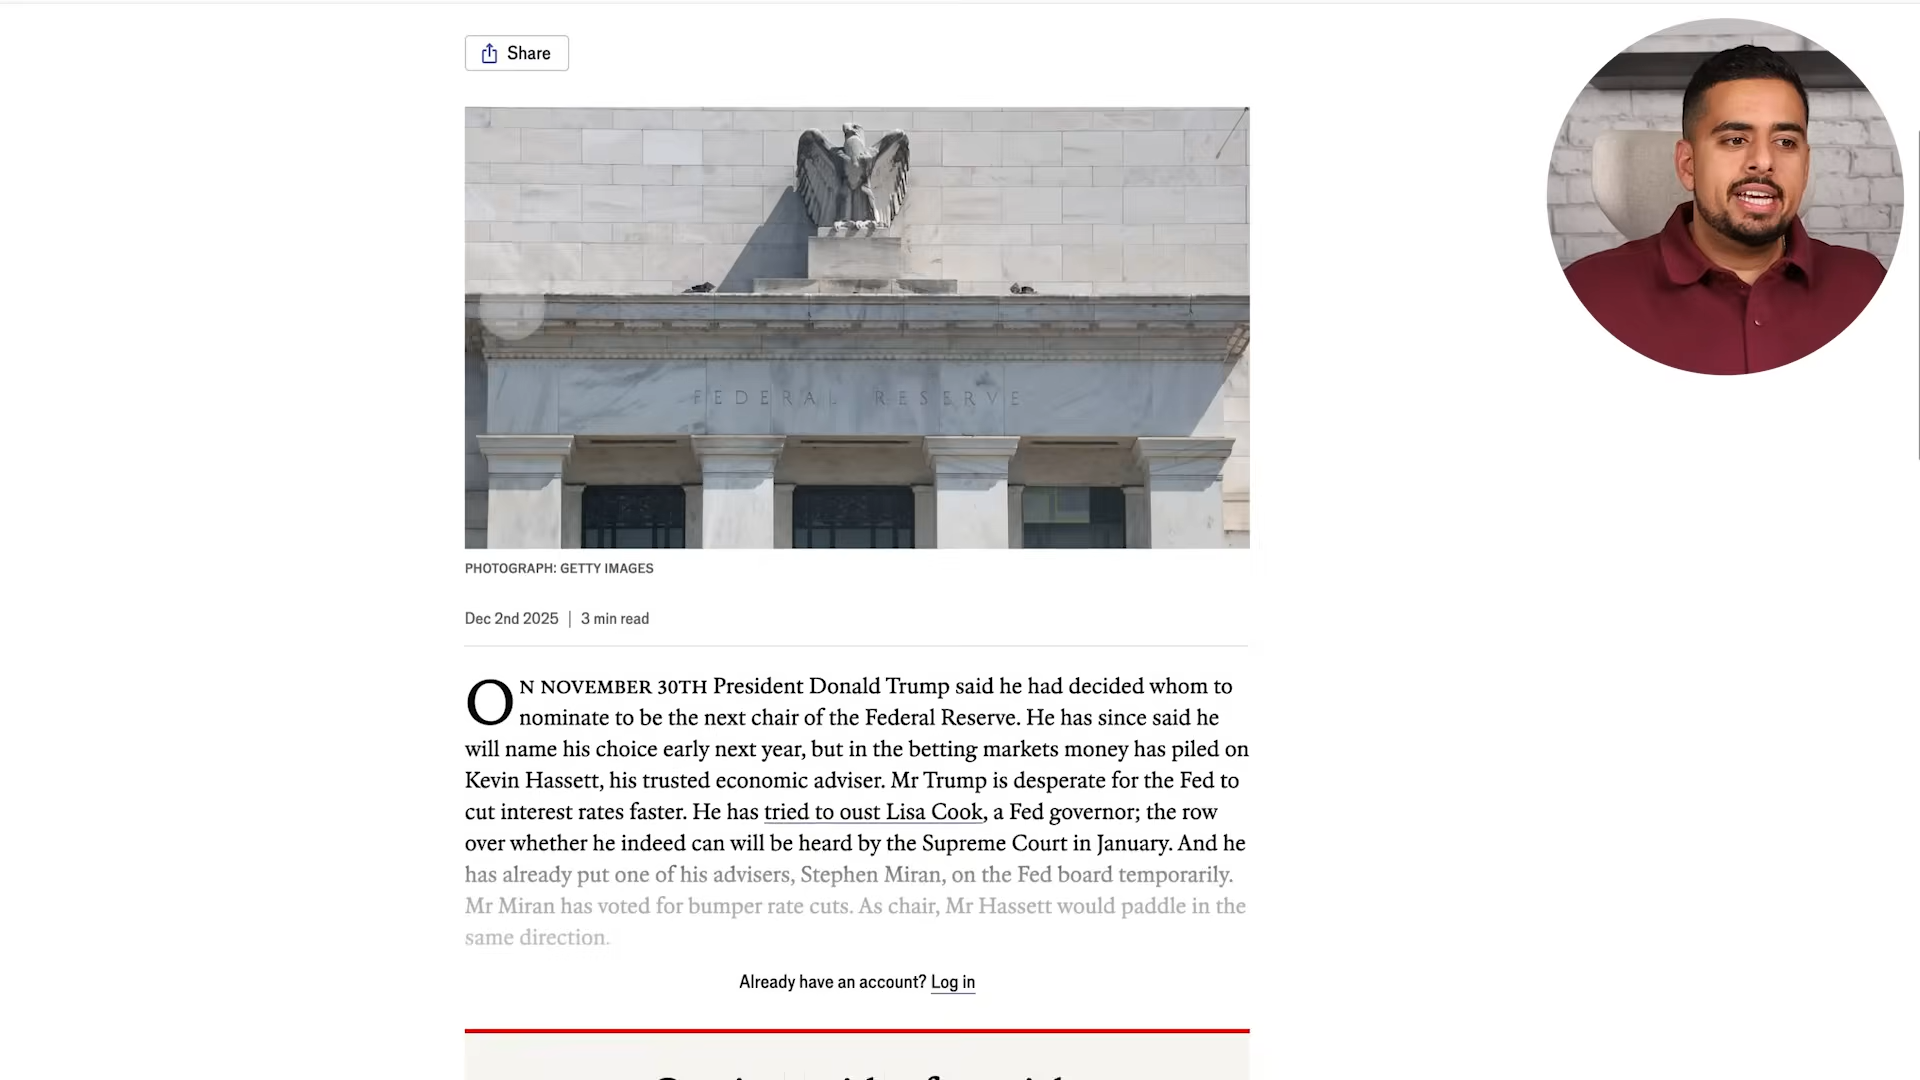 Share
FEDERAL RESERVE
PHOTOGRAPH: GETTY IMAGES
Dec 2nd 2025 | 3 min read
ON NOVEMBER 30TH President Donald Trump said he had decided whom to
nominate to be the next chair of the Federal Reserve. He has since said he
will name his choice early next year, but in the betting markets money has piled on
Kevin Hassett, his trusted economic adviser. Mr Trump is desperate for the Fed to
cut interest rates faster. He has tried to oust Lisa Cook, a Fed governor; the row
over whether he indeed can will be heard by the Supreme Court in January. And he
has already put one of his advisers, Stephen Miran, on the Fed board temporarily.
Mr Miran has voted for bumper rate cuts. As chair, Mr Hassett would paddle in the
same direction.
Already have an account? Log in